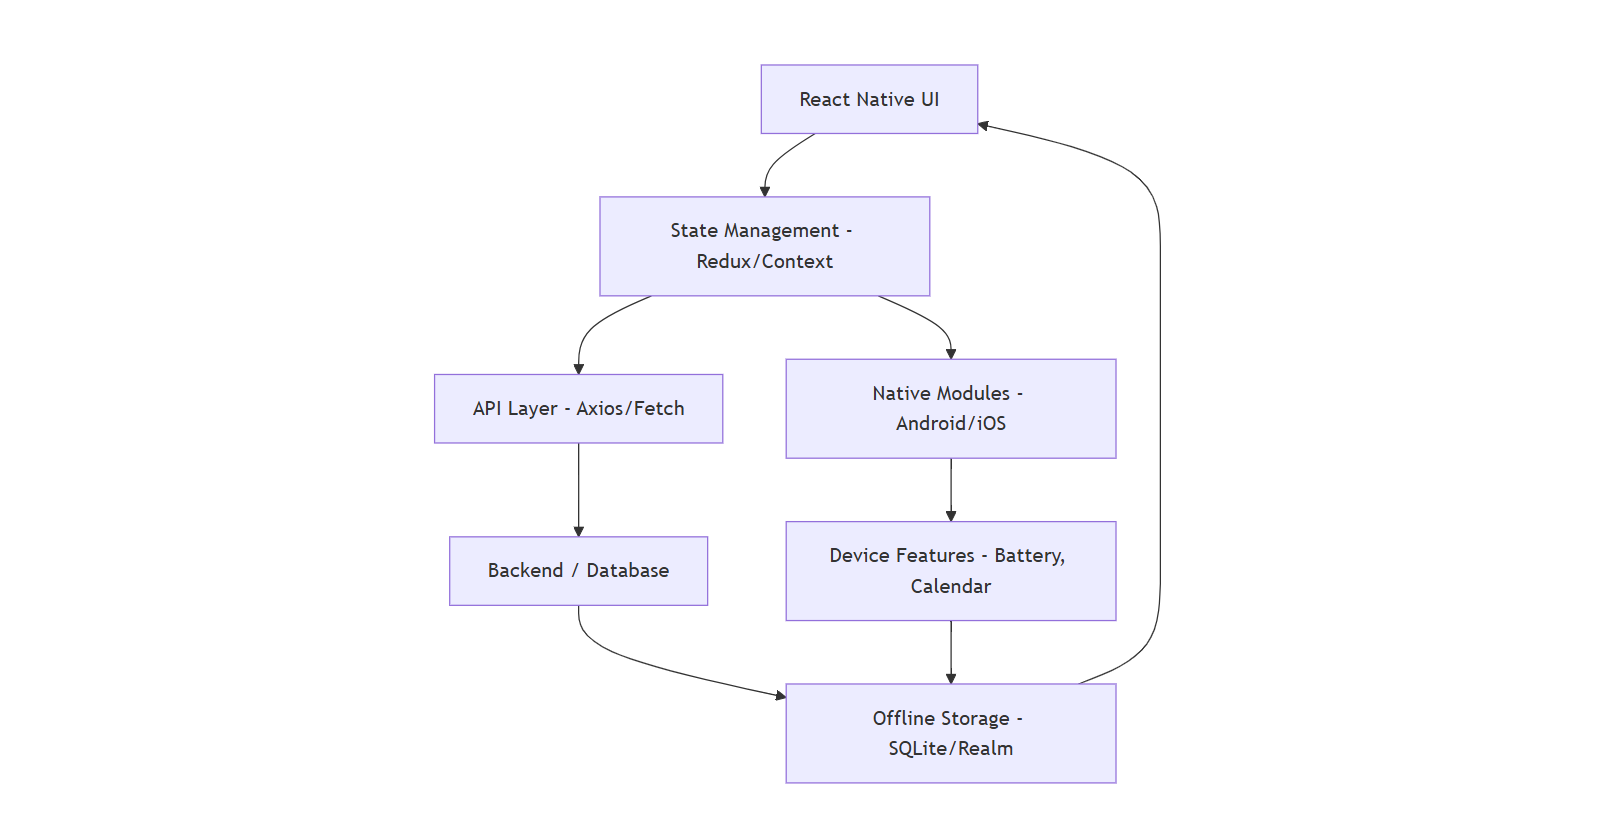 React Native UI
State Management -
Redux/Context
API Layer - Axios/Fetch
Native Modules -
Android/iOS
Backend / Database
Device Features - Battery,
Calendar
Offline Storage -
SQLite/Realm